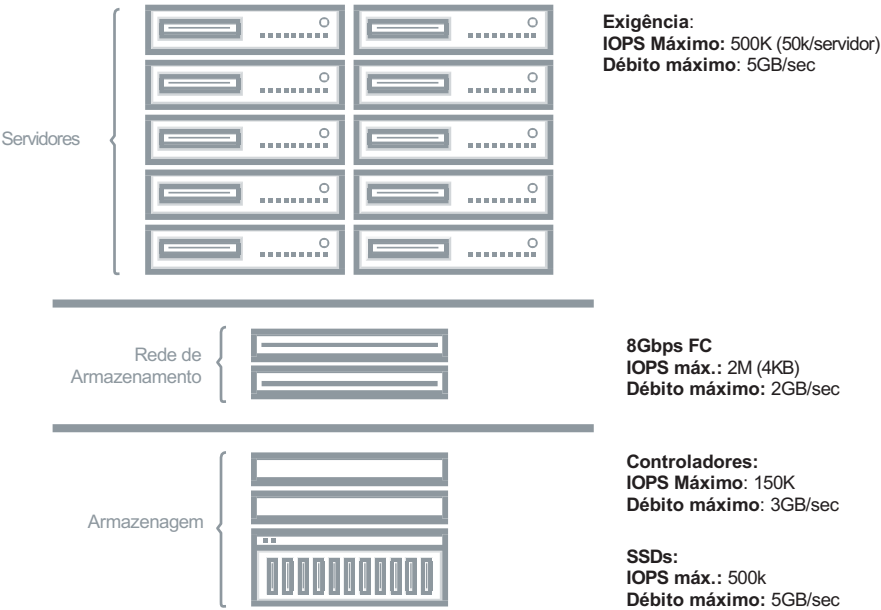 Servidores
Exigência:
IOPS Máximo: 500K (50k/servidor)
Débito máximo: 5GB/sec
Rede de
Armazenamento
8Gbps FC
IOPS máx.: 2M (4KB)
Débito máximo: 2GB/sec
Armazenagem
Controladores:
IOPS Máximo: 150K
Débito máximo: 3GB/sec
SSDs:
IOPS máx.: 500k
Débito máximo: 5GB/sec